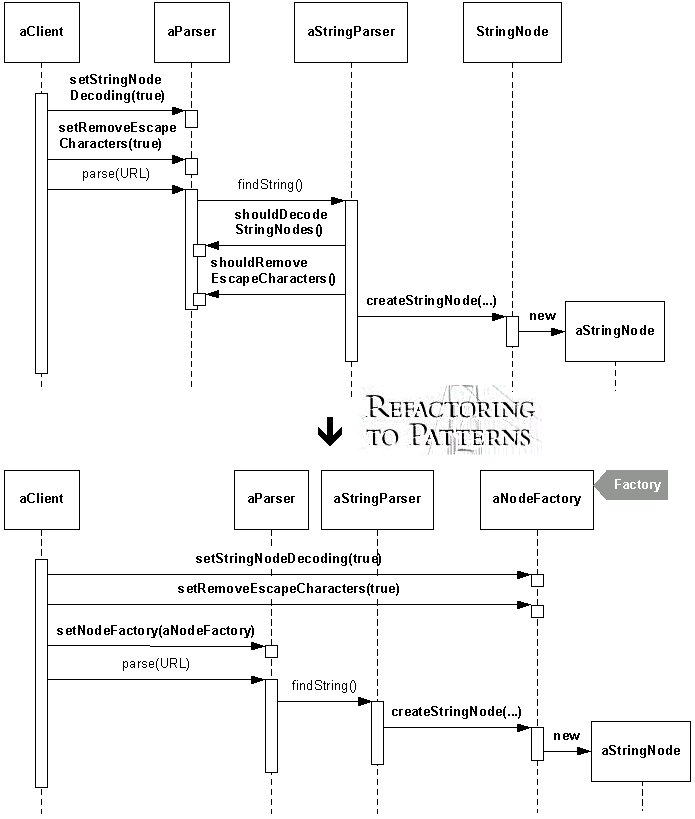 aClient
aParser
aStringParser
StringNode
setStringNode
Decoding(true)
setRemoveEscape
Characters(true)
parse(URL)
findString()
shouldDecode
StringNodes()
shouldRemove
EscapeCharacters()
createStringNode(...)
new
aStringNode
REFACTORING
TO PATTERNS
aClient
aParser
aStringParser
aNodeFactory
Factory
setStringNodeDecoding(true)
setRemoveEscapeCharacters(true)
setNodeFactory(aNodeFactory)
parse(URL)
findString()
createStringNode(...)
new
aStringNode